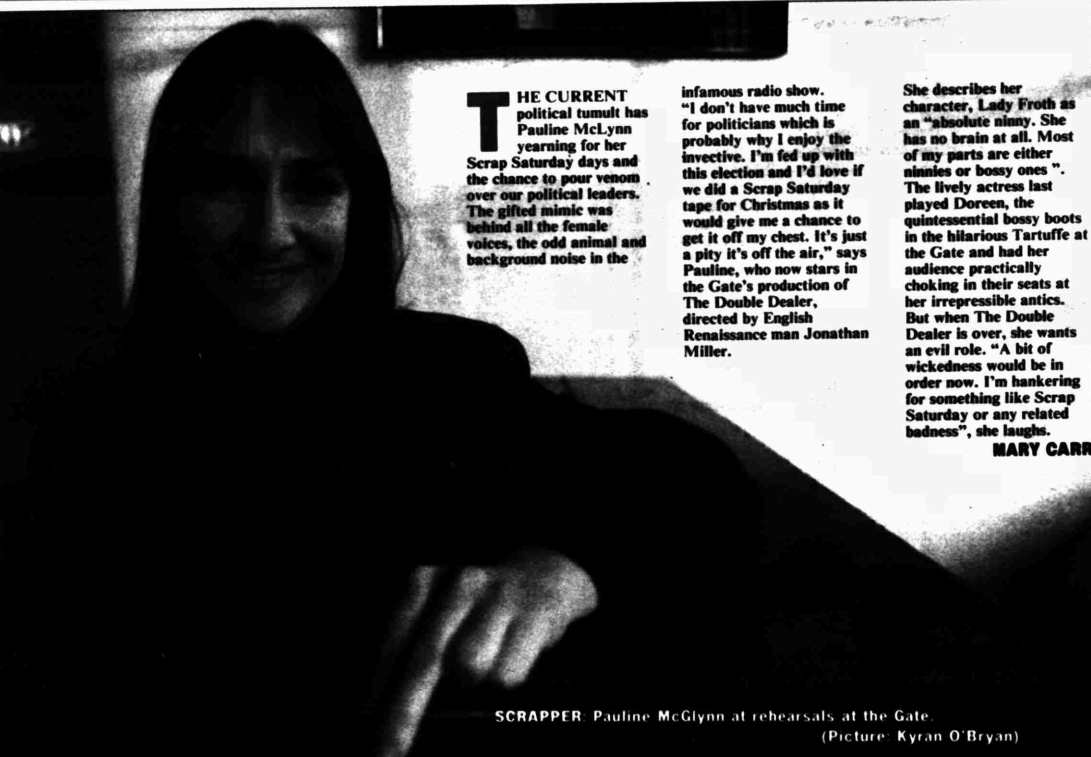 THE CURRENT
political tumult has
Pauline McLynn
yearning for her
Scrap Saturday days and
the chance to pour venom
over our political leaders.
The gifted mimic was
behind all the female
voices, the odd animal and
background noise in the
infamous radio show.
“I don't have much time
for politicians which is
probably why I enjoy the
invective. I'm fed up with
this election and I'd love if
we did a Scrap Saturday
tape for Christmas as it
would give me a chance to
get it off my chest. It's just
a pity it's off the air,” says
Pauline, who now stars in
the Gate's production of
The Double Dealer,
directed by English
Renaissance man Jonathan
Miller.
She describes her
character, Lady Froth as
an “absolute ninny. She
has no brain at all. Most
of my parts are either
ninnies or bossy ones ”.
The lively actress last
played Doreen, the
quintessential bossy boots
in the hilarious Tartuffe at
the Gate and had her
audience practically
choking in their seats at
her irrepressible antics.
But when The Double
Dealer is over, she wants
an evil role. “A bit of
wickedness would be in
order now. I'm hankering
for something like Scrap
Saturday or any related
badness”, she laughs.
MARY CARR
SCRAPPER: Pauline McGlynn at rehearsals at the Gate.
(Picture: Kyran O'Bryan)